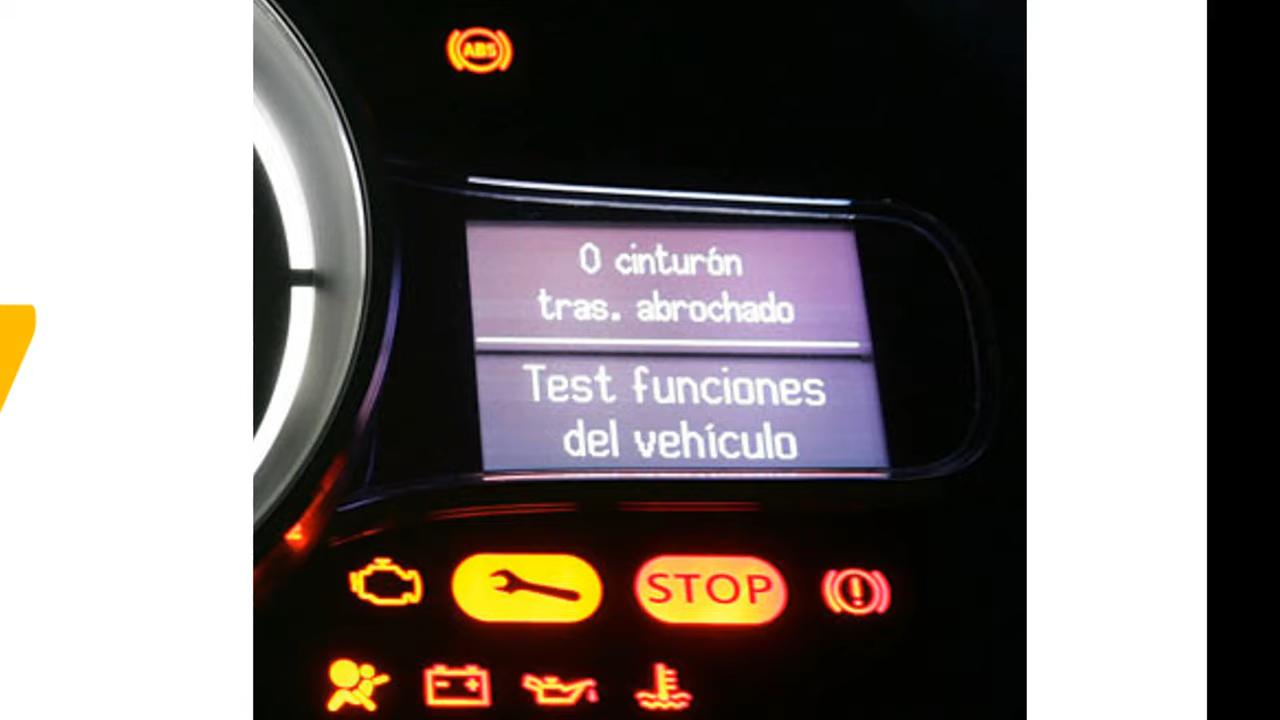 ABS
0 cinturón
tras. abrochado
Test funciones
del vehículo
STOP